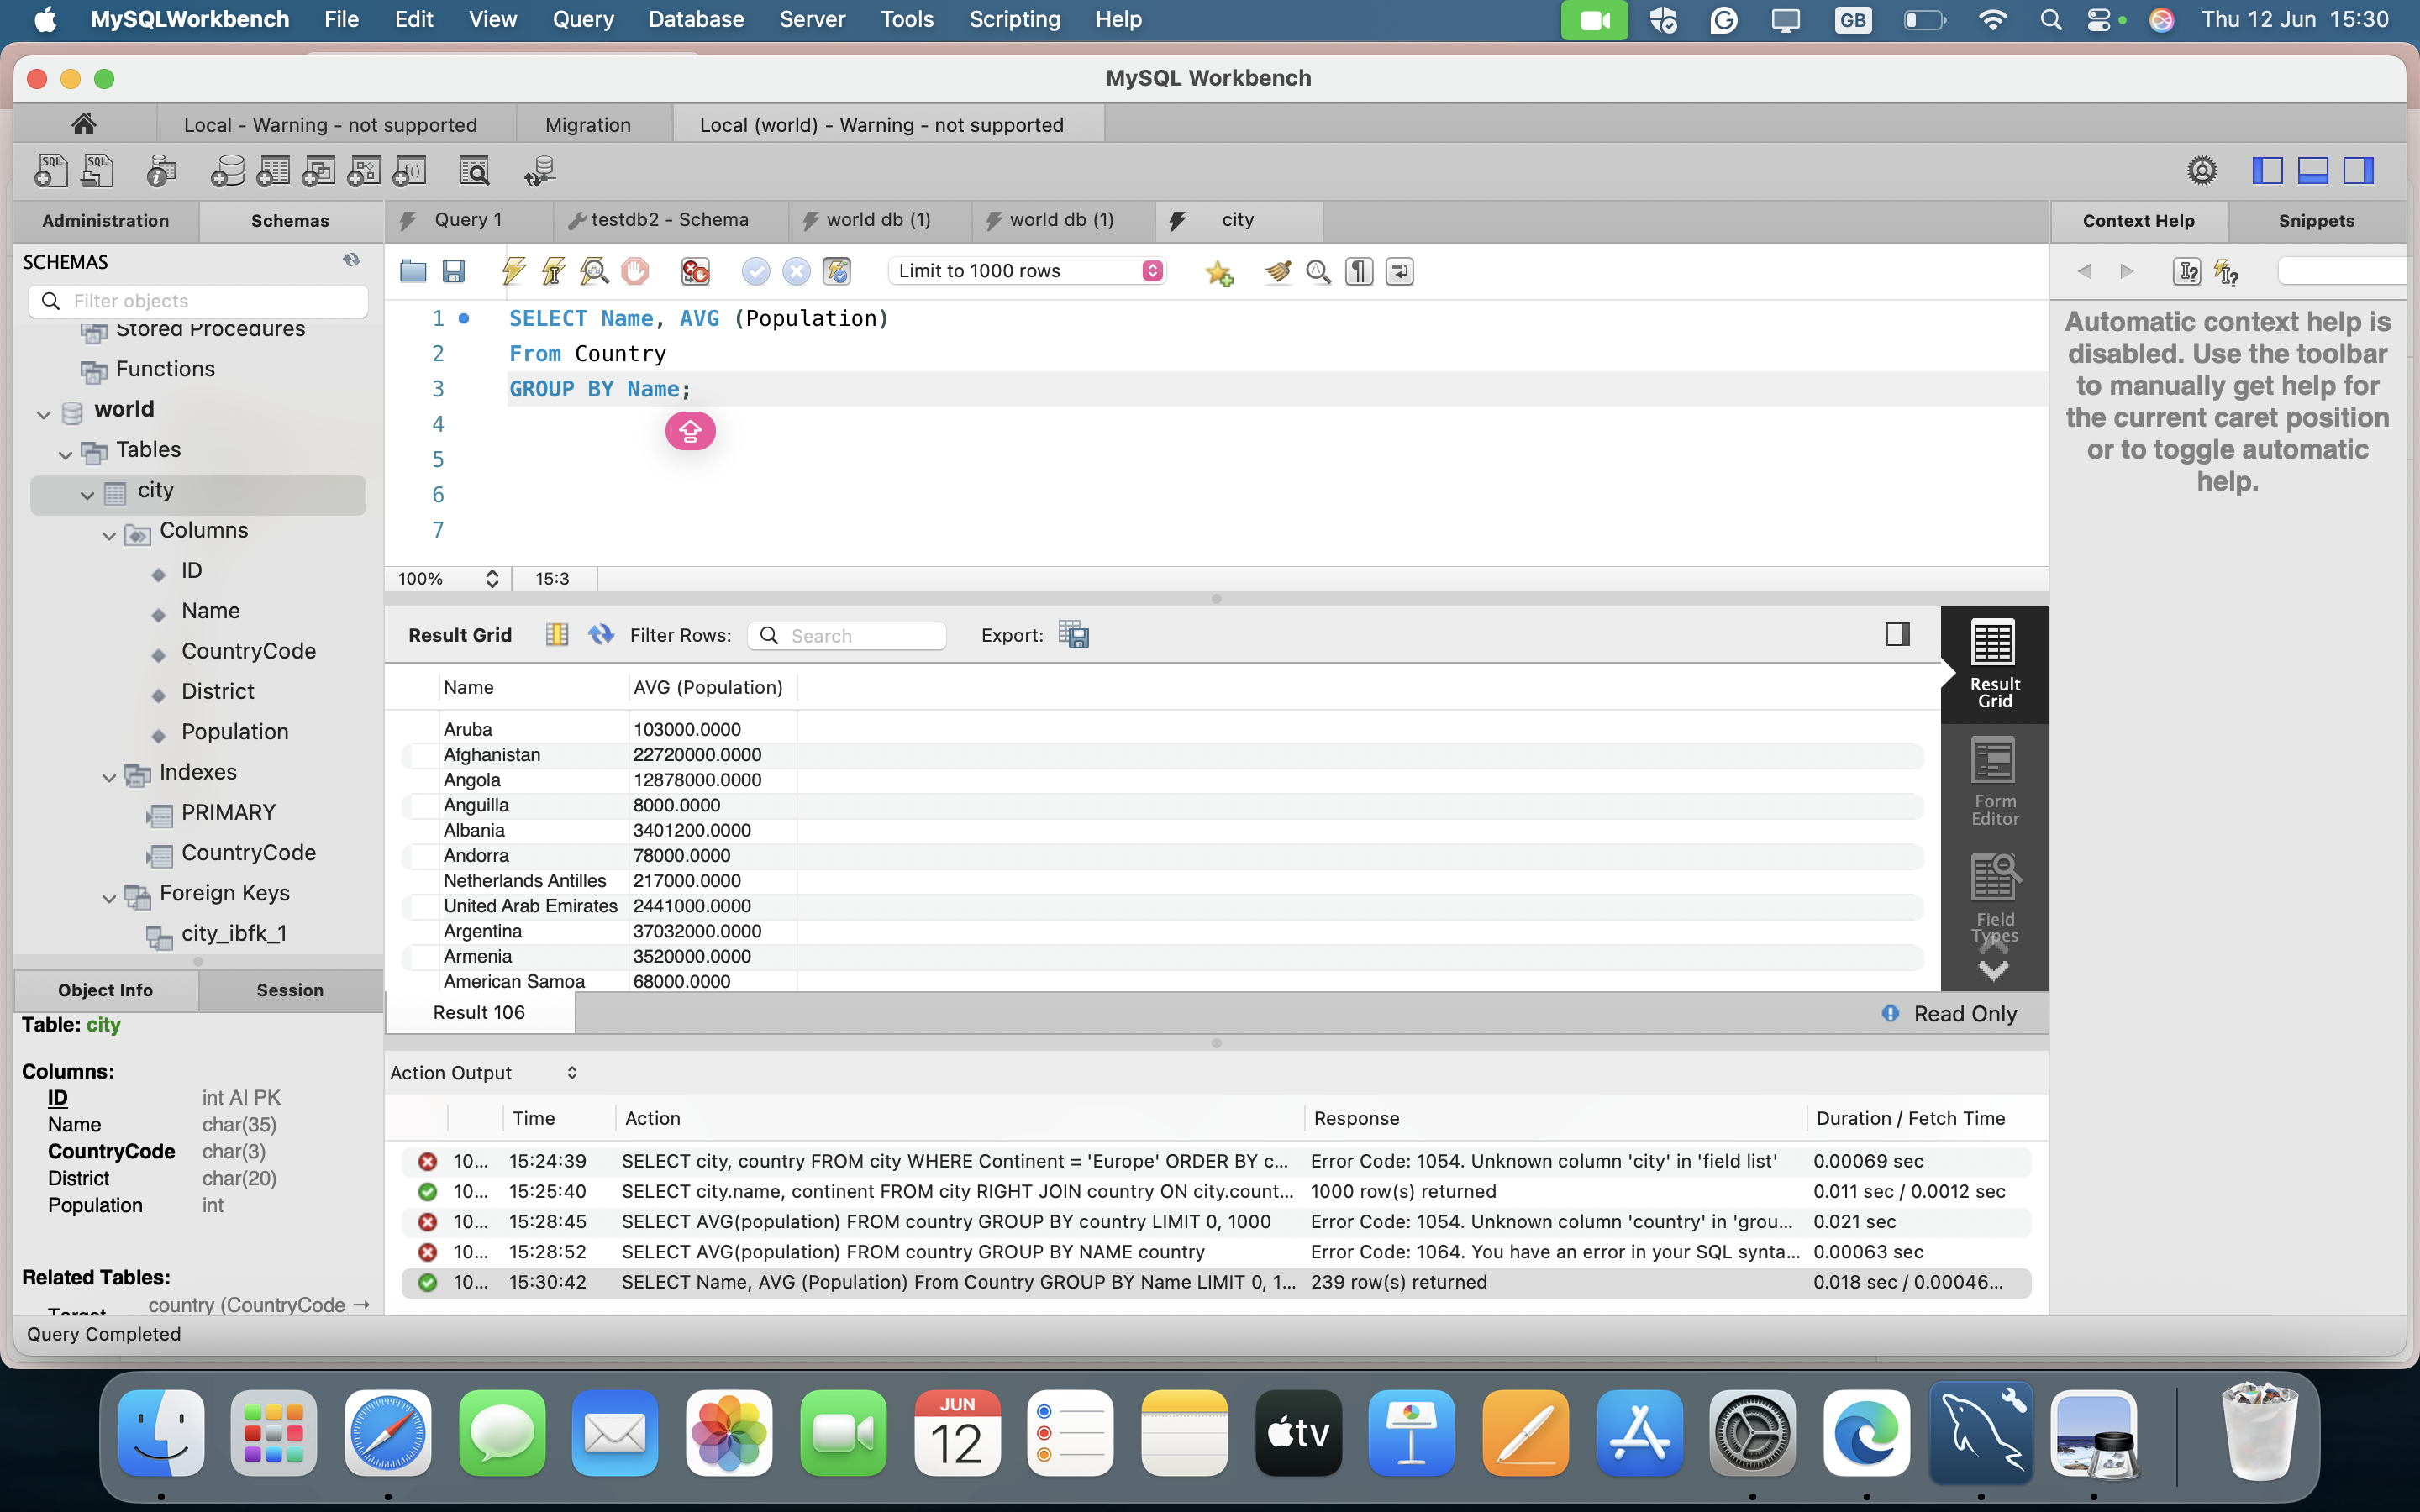 MySQLWorkbench File Edit View Query Database Server Tools Scripting Help GB Thu 12 Jun 15:30
MySQL Workbench
Local - Warning - not supported Migration Local (world) - Warning - not supported
Administration Schemas Query 1 testdb2 - Schema world db (1) world db (1) city Context Help Snippets
SCHEMAS
Filter objects
Stored Procedures
Functions
world
Tables
city
Columns
ID
Name
CountryCode
District
Population
Indexes
PRIMARY
CountryCode
Foreign Keys
city_ibfk_1
Limit to 1000 rows
1 SELECT Name, AVG (Population)
2 From Country
3 GROUP BY Name;
4
5
6
7
100% 15:3
Automatic context help is
disabled. Use the toolbar
to manually get help for
the current caret position
or to toggle automatic
help.
Result Grid Filter Rows: Search Export:
Name AVG (Population)
Aruba 103000.0000
Afghanistan 22720000.0000
Angola 12878000.0000
Anguilla 8000.0000
Albania 3401200.0000
Andorra 78000.0000
Netherlands Antilles 217000.0000
United Arab Emirates 2441000.0000
Argentina 37032000.0000
Armenia 3520000.0000
American Samoa 68000.0000
Result
Grid
Form
Editor
Field
Types
Result 106 Read Only
Object Info Session
Table: city
Columns:
ID int AI PK
Name char(35)
CountryCode char(3)
District char(20)
Population int
Related Tables:
Target country (CountryCode →
Action Output
Time Action Response Duration / Fetch Time
10... 15:24:39 SELECT city, country FROM city WHERE Continent = 'Europe' ORDER BY c... Error Code: 1054. Unknown column 'city' in 'field list' 0.00069 sec
10... 15:25:40 SELECT city.name, continent FROM city RIGHT JOIN country ON city.count... 1000 row(s) returned 0.011 sec / 0.0012 sec
10... 15:28:45 SELECT AVG(population) FROM country GROUP BY country LIMIT 0, 1000 Error Code: 1054. Unknown column 'country' in 'grou... 0.021 sec
10... 15:28:52 SELECT AVG(population) FROM country GROUP BY NAME country Error Code: 1064. You have an error in your SQL synta... 0.00063 sec
10... 15:30:42 SELECT Name, AVG (Population) From Country GROUP BY Name LIMIT 0, 1... 239 row(s) returned 0.018 sec / 0.00046...
Query Completed
JUN
12
tv